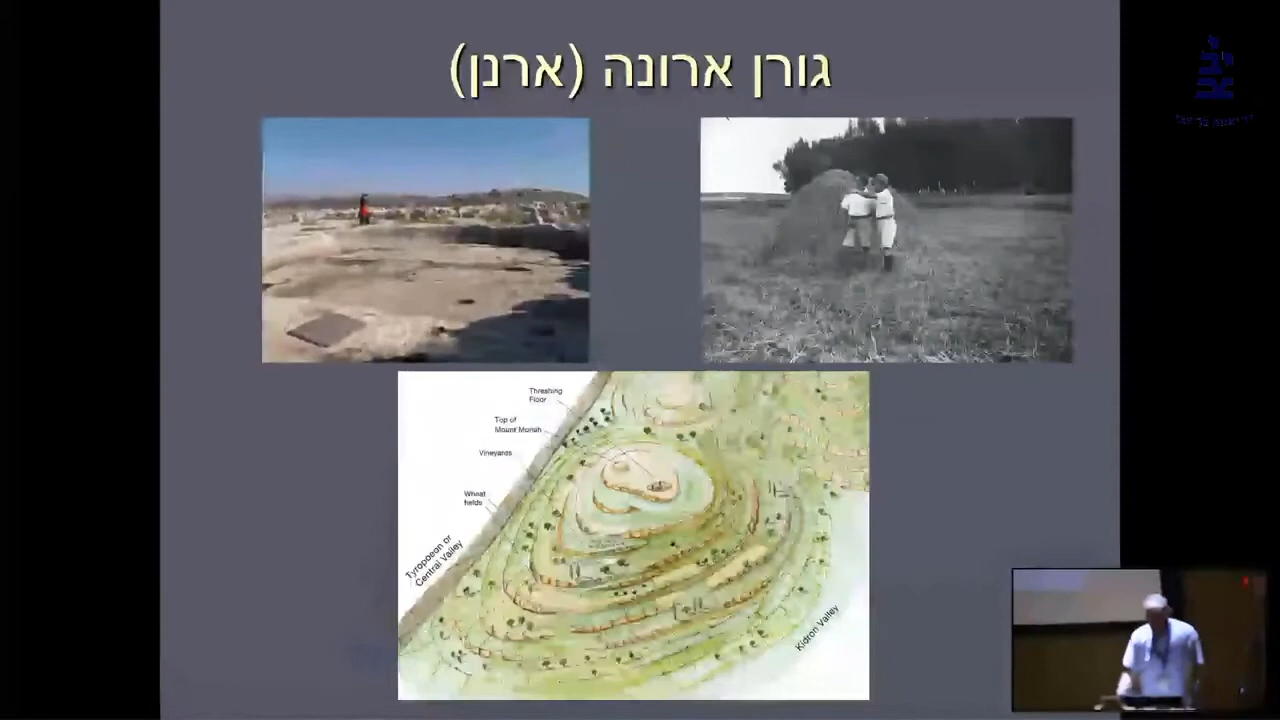 גורן ארונה (ארנן)
Threshing
Floor
Top of
Mount Moriah
Vineyards
Wheat
fields
Tyropoeon or
Central Valley
Kidron Valley